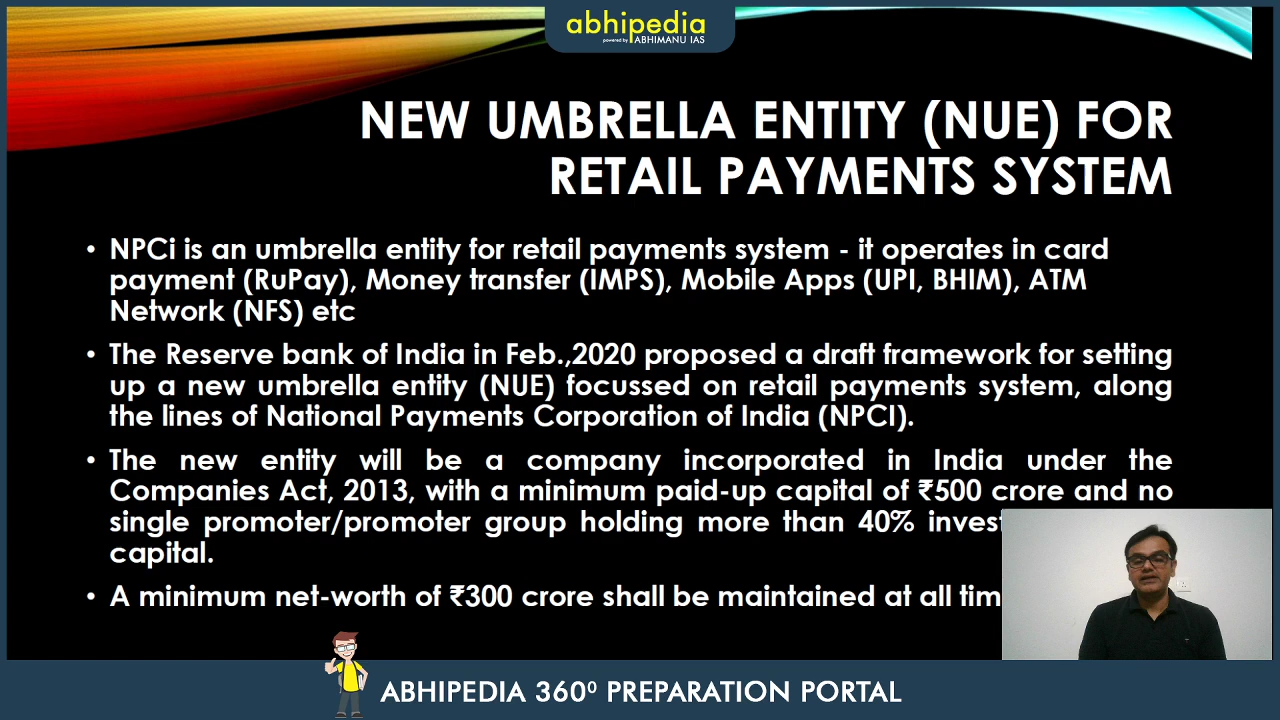 abhipedia
powered by ABHIMANU IAS
NEW UMBRELLA ENTITY (NUE) FOR
RETAIL PAYMENTS SYSTEM
• NPCi is an umbrella entity for retail payments system - it operates in card
payment (RuPay), Money transfer (IMPS), Mobile Apps (UPI, BHIM), ATM
Network (NFS) etc
• The Reserve bank of India in Feb.,2020 proposed a draft framework for setting
up a new umbrella entity (NUE) focussed on retail payments system, along
the lines of National Payments Corporation of India (NPCI).
• The new entity will be a company incorporated in India under the
Companies Act, 2013, with a minimum paid-up capital of ₹500 crore and no
single promoter/promoter group holding more than 40% invest
capital.
• A minimum net-worth of ₹300 crore shall be maintained at all tim
ABHIPEDIA 360⁰ PREPARATION PORTAL